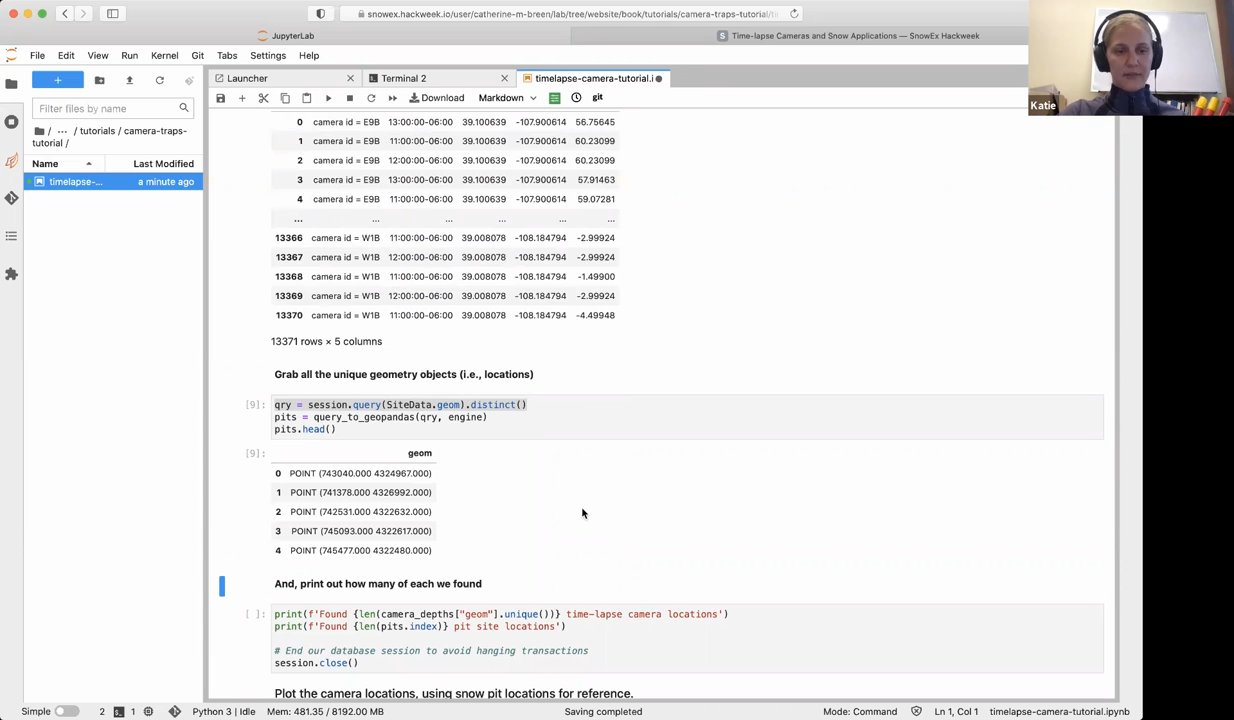 snowex.hackweek.io/user/catherine-m-breen/lab/tree/website/book/tutorials/camera-traps-tutorial/ti
JupyterLab
S Time-lapse Cameras and Snow Applications — SnowEx Hackweek
File Edit View Run Kernel Git Tabs Settings Help
Katie
Launcher
Terminal 2
timelapse-camera-tutorial.i
Download
Markdown
git
Filter files by name
/ ... / tutorials / camera-traps-
tutorial /
Name Last Modified
timelapse-... a minute ago
0 camera id = E9B 13:00:00-06:00 39.100639 -107.900614 56.75645
1 camera id = E9B 11:00:00-06:00 39.100639 -107.900614 60.23099
2 camera id = E9B 12:00:00-06:00 39.100639 -107.900614 60.23099
3 camera id = E9B 13:00:00-06:00 39.100639 -107.900614 57.91463
4 camera id = E9B 11:00:00-06:00 39.100639 -107.900614 59.07281
... ... ... ... ... ...
13366 camera id = W1B 11:00:00-06:00 39.008078 -108.184794 -2.99924
13367 camera id = W1B 12:00:00-06:00 39.008078 -108.184794 -2.99924
13368 camera id = W1B 11:00:00-06:00 39.008078 -108.184794 -1.49900
13369 camera id = W1B 12:00:00-06:00 39.008078 -108.184794 -2.99924
13370 camera id = W1B 11:00:00-06:00 39.008078 -108.184794 -4.49948
13371 rows × 5 columns
Grab all the unique geometry objects (i.e., locations)
[9]: qry = session.query(SiteData.geom).distinct()
pits = query_to_geopandas(qry, engine)
pits.head()
[9]: geom
0 POINT (743040.000 4324967.000)
1 POINT (741378.000 4326992.000)
2 POINT (742531.000 4322632.000)
3 POINT (745093.000 4322617.000)
4 POINT (745477.000 4322480.000)
And, print out how many of each we found
[ ]: print(f'Found {len(camera_depths["geom"].unique())} time-lapse camera locations')
print(f'Found {len(pits.index)} pit site locations')
# End our database session to avoid hanging transactions
session.close()
Plot the camera locations, using snow pit locations for reference.
Simple 2 1 Python 3 | Idle Mem: 481.35 / 8192.00 MB Saving completed Mode: Command Ln 1, Col 1 timelapse-camera-tutorial.ipynb